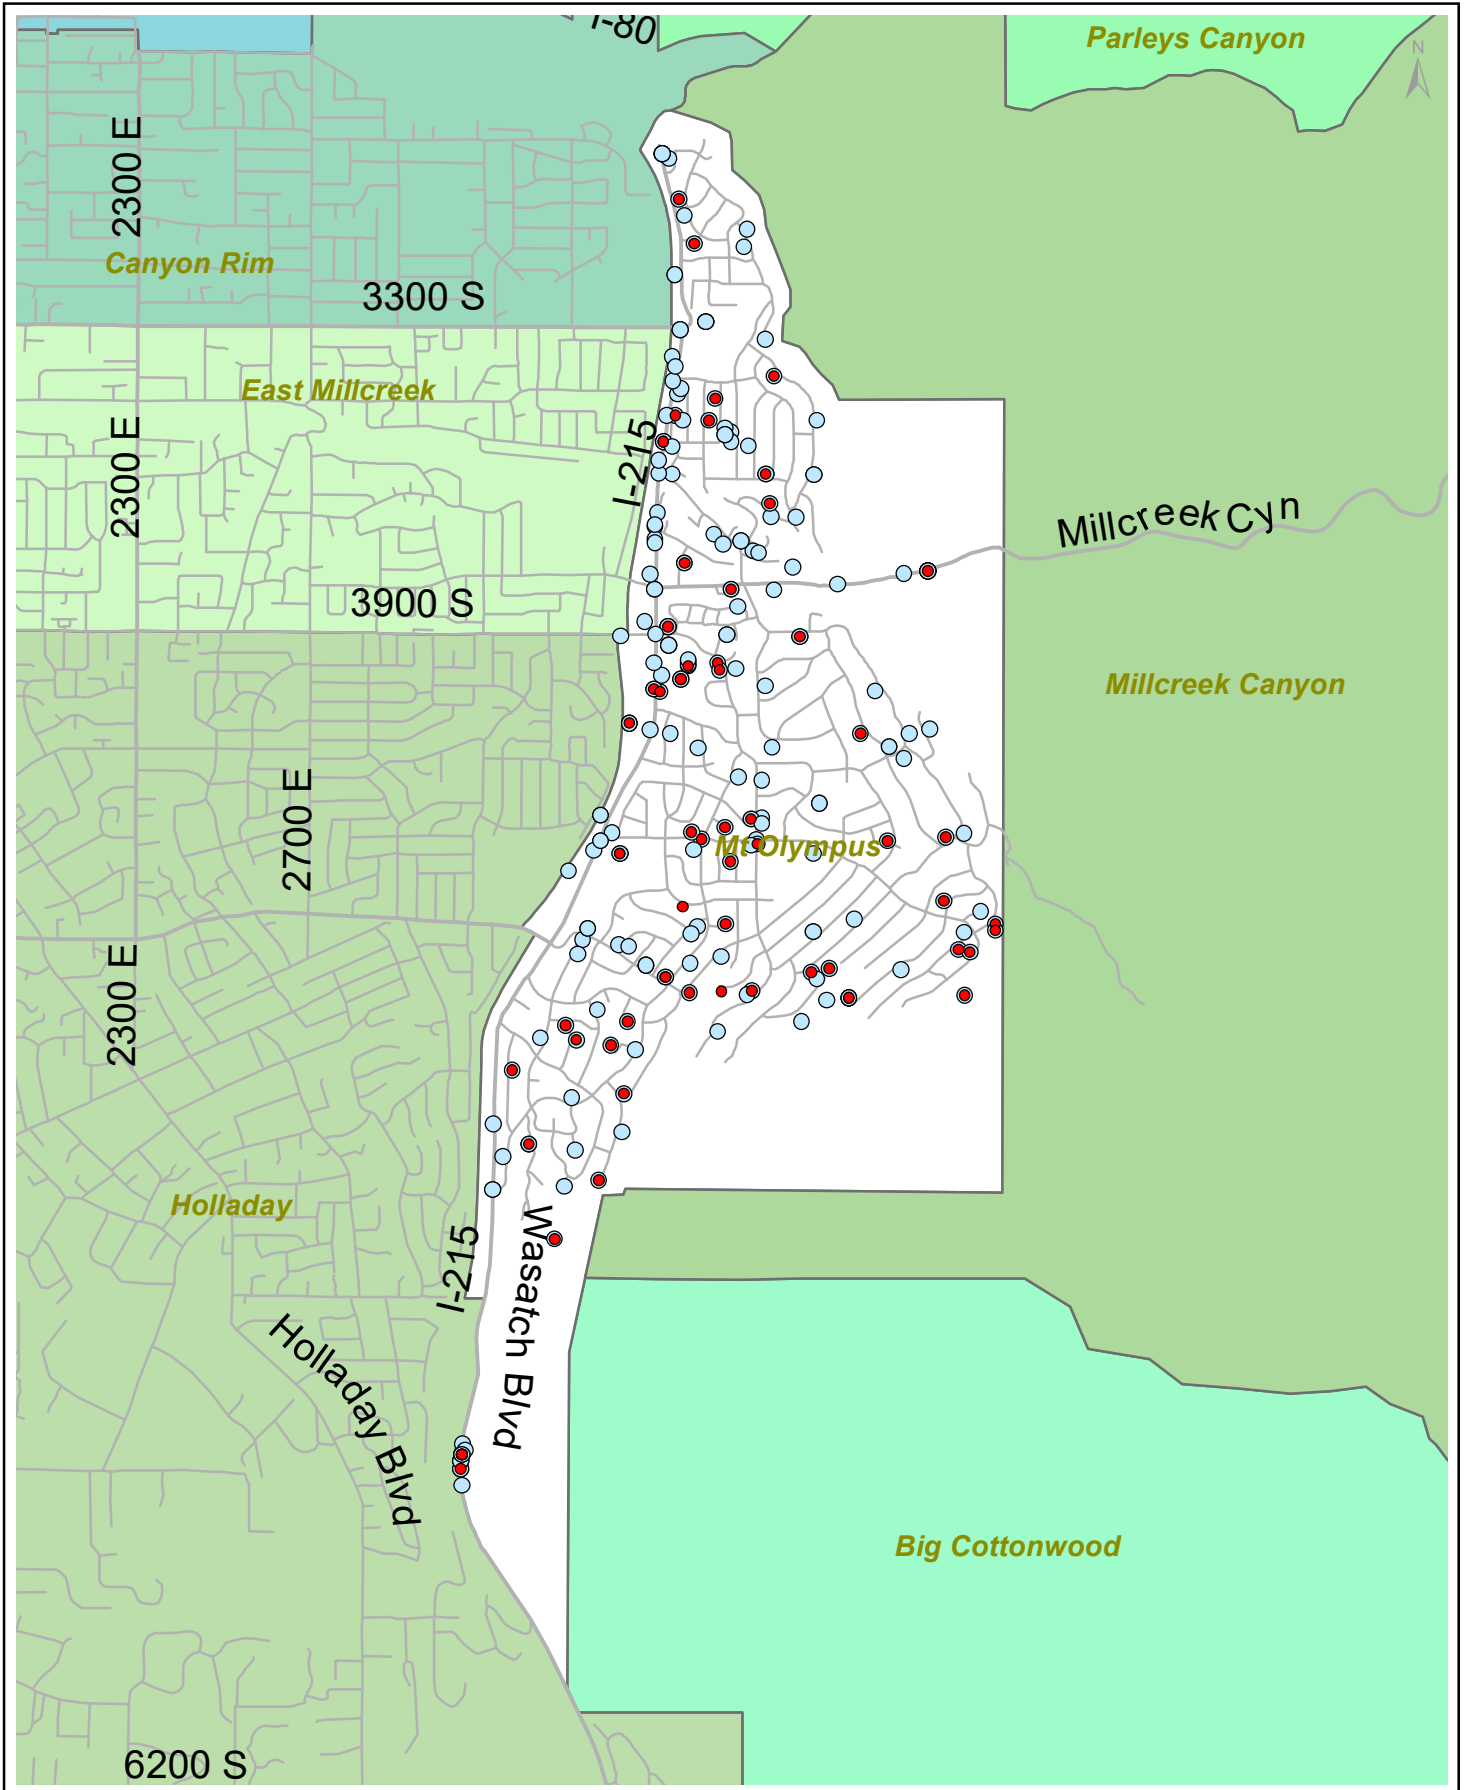 I-80
Parleys Canyon
N
2300 E
Canyon Rim
3300 S
East Millcreek
2300 E
I-215
Millcreek Cyn
3900 S
Millcreek Canyon
2700 E
Mt Olympus
2300 E
Holladay
I-215
Wasatch Blvd
Holladay Blvd
Big Cottonwood
6200 S